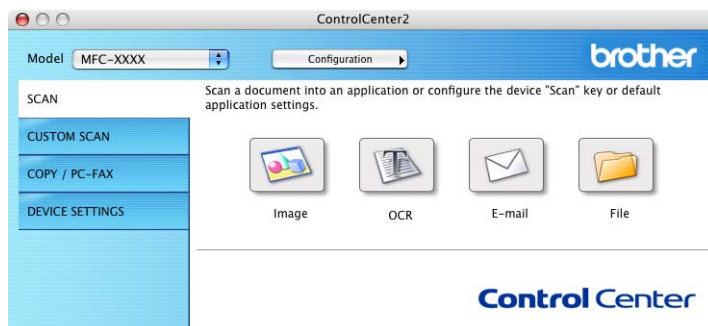 ControlCenter2
Model MFC-XXXX Configuration brother
SCAN
CUSTOM SCAN
COPY / PC-FAX
DEVICE SETTINGS
Scan a document into an application or configure the device "Scan" key or default
application settings.
Image OCR E-mail File
Control Center